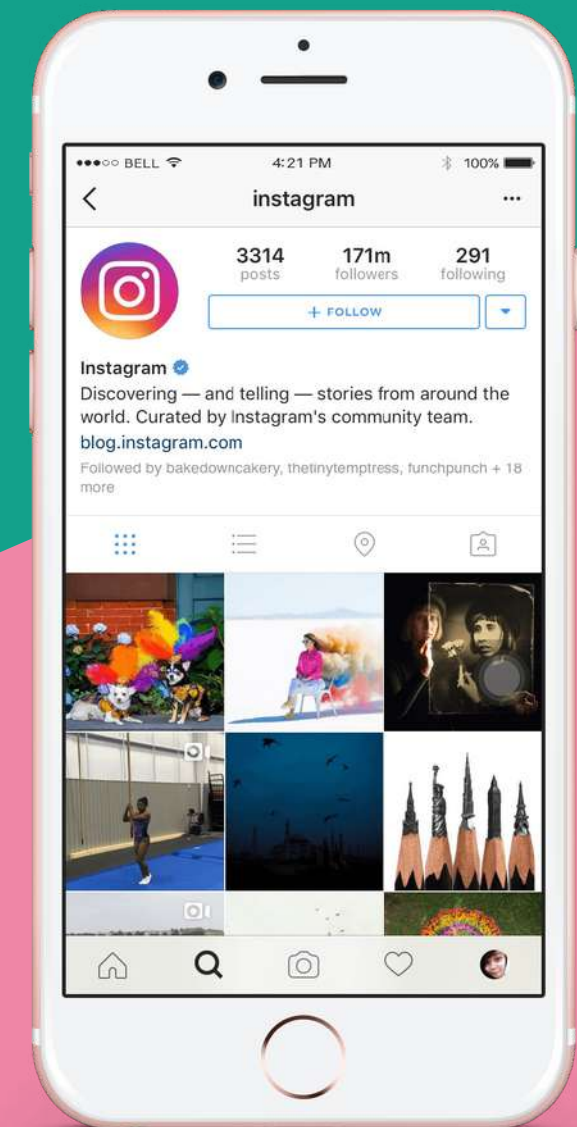 BELL 4:21 PM 100%
instagram
3314 171m 291
posts followers following
+ FOLLOW
Instagram
Discovering — and telling — stories from around the
world. Curated by Instagram's community team.
blog.instagram.com
Followed by bakedowncakery, thetinytemptress, funchpunch + 18
more